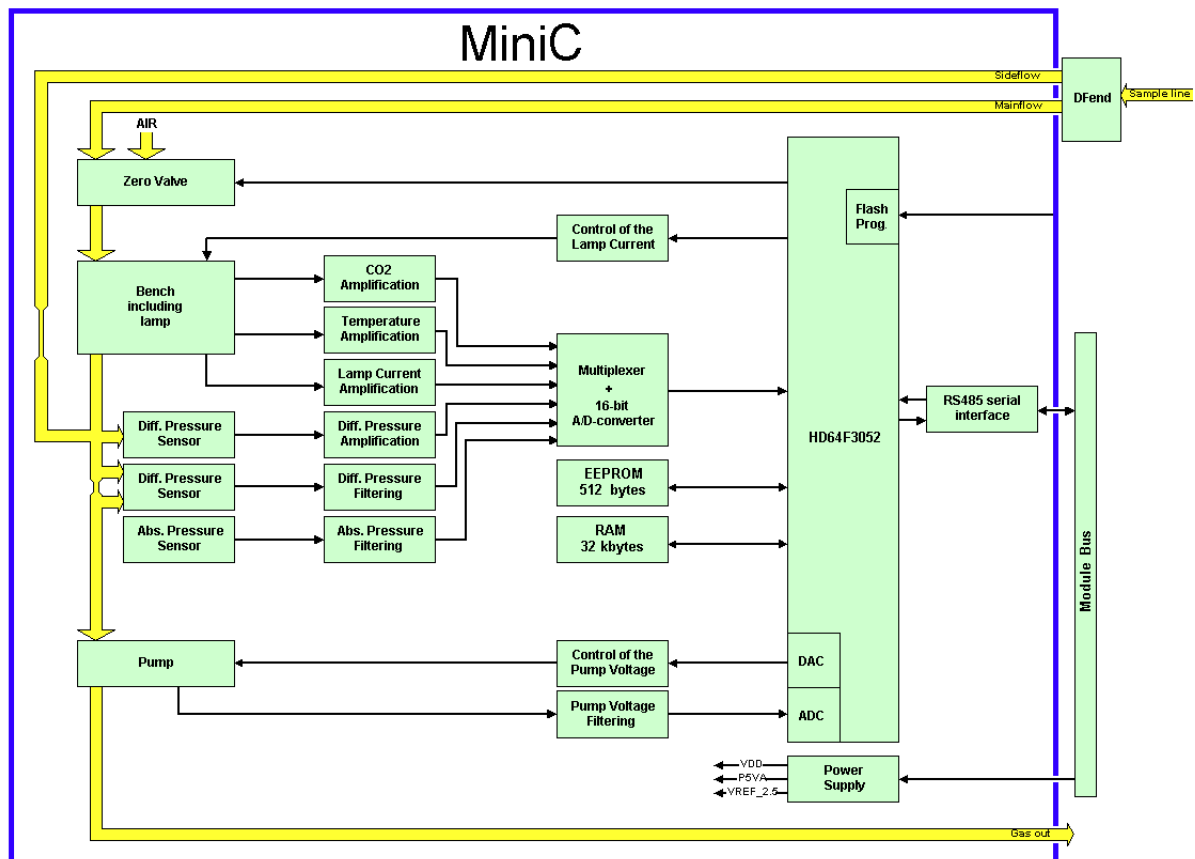 MiniC
Sideflow
DFend
Sample line
Mainflow
AIR
Zero Valve
Flash
Prog.
Control of the
Lamp Current
CO2
Amplification
Bench
including
lamp
Temperature
Amplification
Multiplexer
+
16-bit
A/D-converter
Lamp Current
Amplification
RS485 serial
interface
Diff. Pressure
Sensor
Diff. Pressure
Amplification
HD64F3052
Diff. Pressure
Sensor
Diff. Pressure
Filtering
EEPROM
512 bytes
Abs. Pressure
Sensor
Abs. Pressure
Filtering
RAM
32 kbytes
Module Bus
Pump
Control of the
Pump Voltage
DAC
Pump Voltage
Filtering
ADC
VDD
P5VA
VREF_2.5
Power
Supply
Gas out